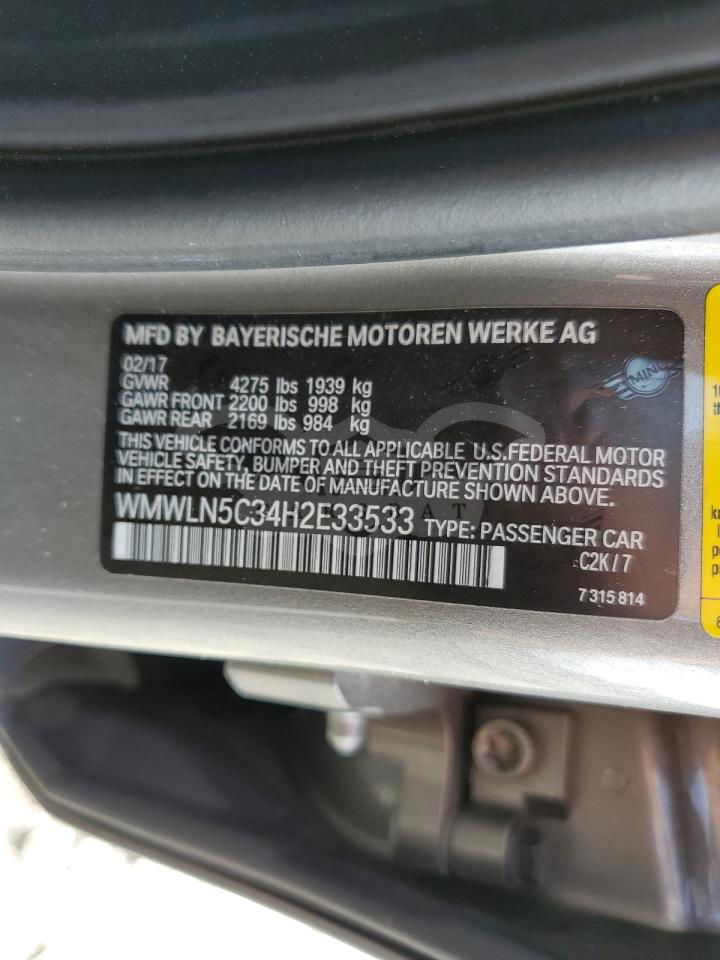 MFD BY BAYERISCHE MOTOREN WERKE AG
02/17
GVWR 4275 lbs 1939 kg
GAWR FRONT 2200 lbs 998 kg
GAWR REAR 2169 lbs 984 kg
THIS VEHICLE CONFORMS TO ALL APPLICABLE U.S.FEDERAL MOTOR
VEHICLE SAFETY, BUMPER AND THEFT PREVENTION STANDARDS
IN EFFECT ON THE DATE OF MANUFACTURE SHOWN ABOVE.
WMWLN5C34H2E33533 TYPE: PASSENGER CAR
C2K/7
7 315 814
MINI